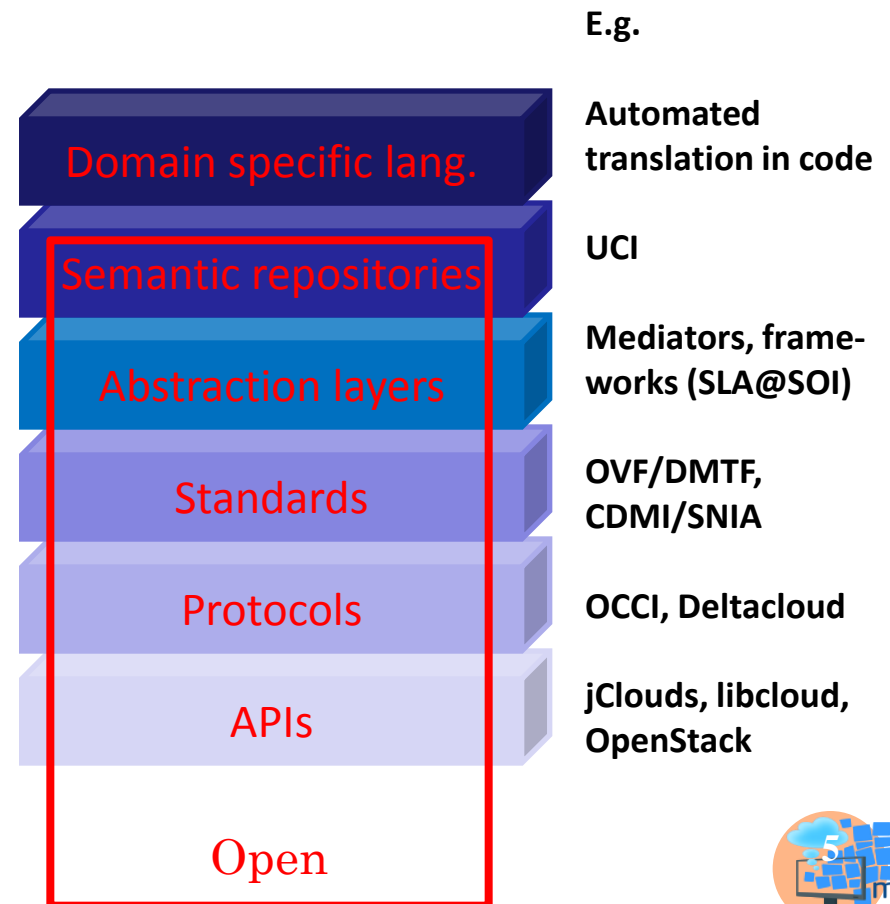 E.g.
Domain specific lang.
Automated
translation in code
Semantic repositories
UCI
Abstraction layers
Mediators, frame-
works (SLA@SOI)
Standards
OVF/DMTF,
CDMI/SNIA
Protocols
OCCI, Deltacloud
APIs
jClouds, libcloud,
OpenStack
Open
5
m